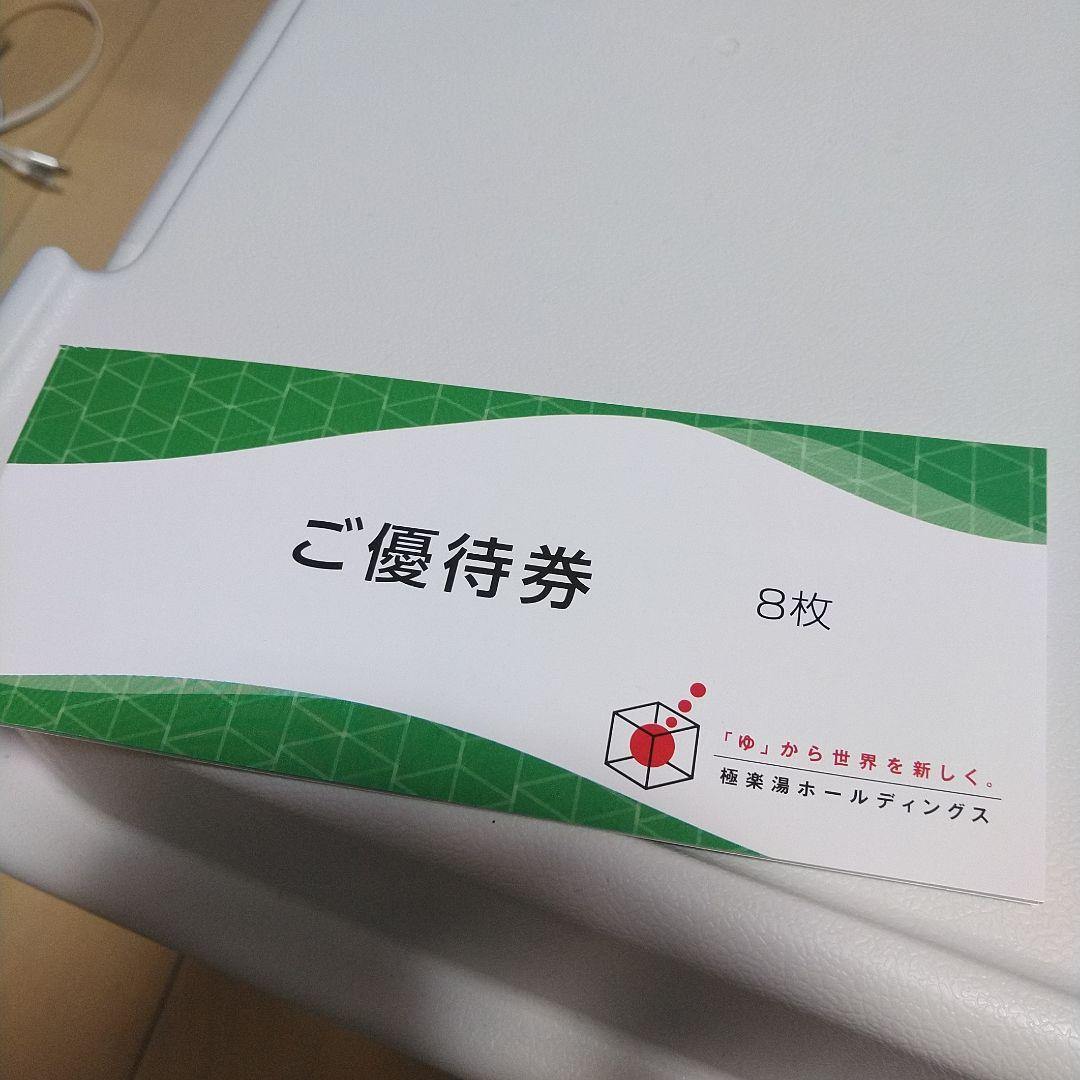 ご優待券
8枚
「ゆ」から世界を新しく。
極楽湯ホールディングス